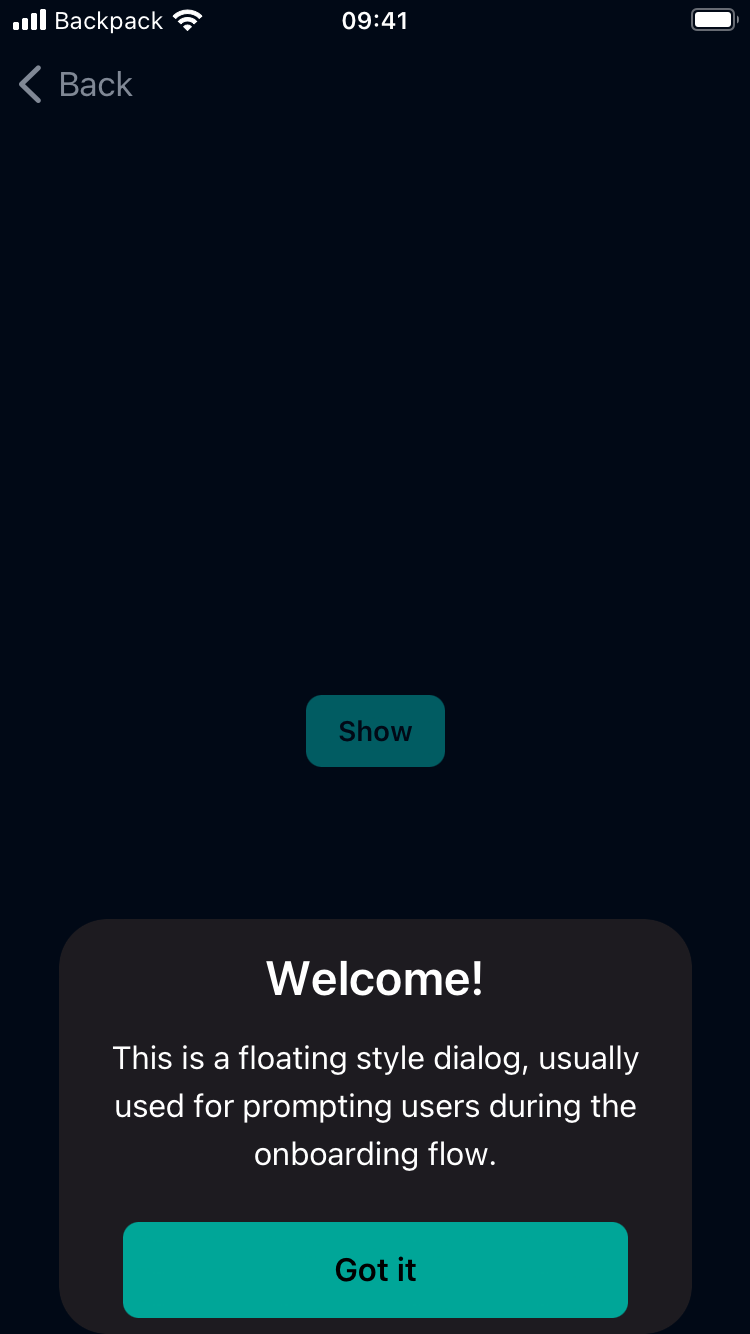 Backpack 09:41
Back
Show
Welcome!
This is a floating style dialog, usually
used for prompting users during the
onboarding flow.
Got it